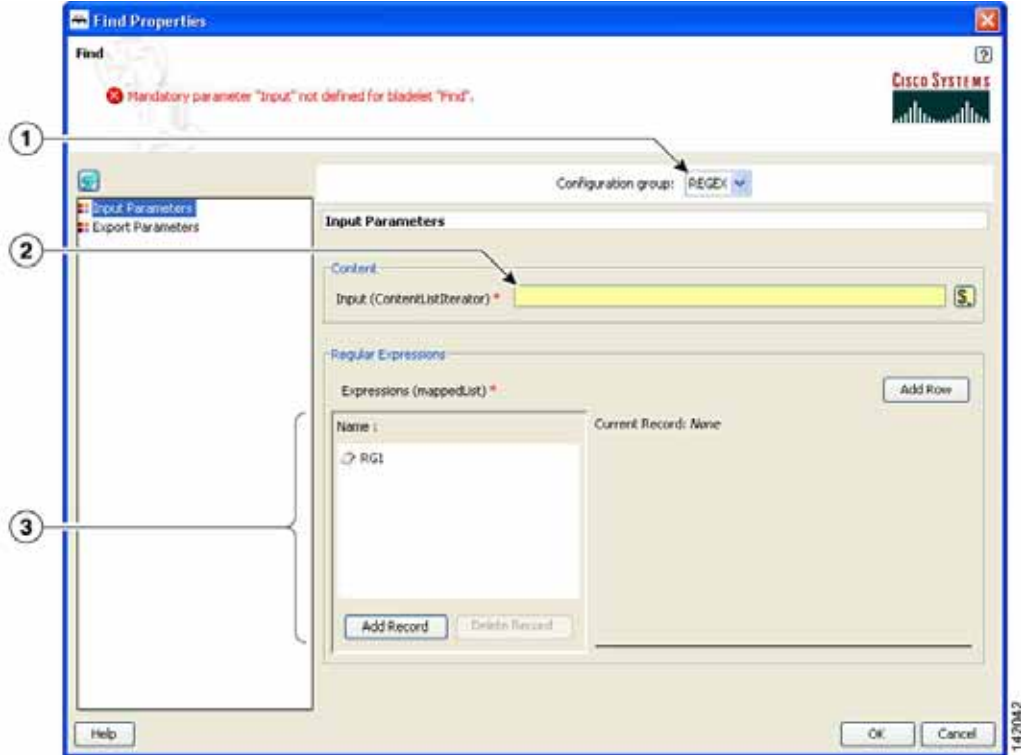 Find Properties
Find
?
CISCO SYSTEMS
Mandatory parameter "Input" not defined for bladelet "Find".
1
Configuration group: REGEX
Input Parameters
Export Parameters
Input Parameters
2
Content
Input (ContentListIterator) * S
Regular Expressions
Expressions (mappedList) * Add Row
Name : Current Record: None
RG1
3
Add Record Delete Record
Help OK Cancel
142042